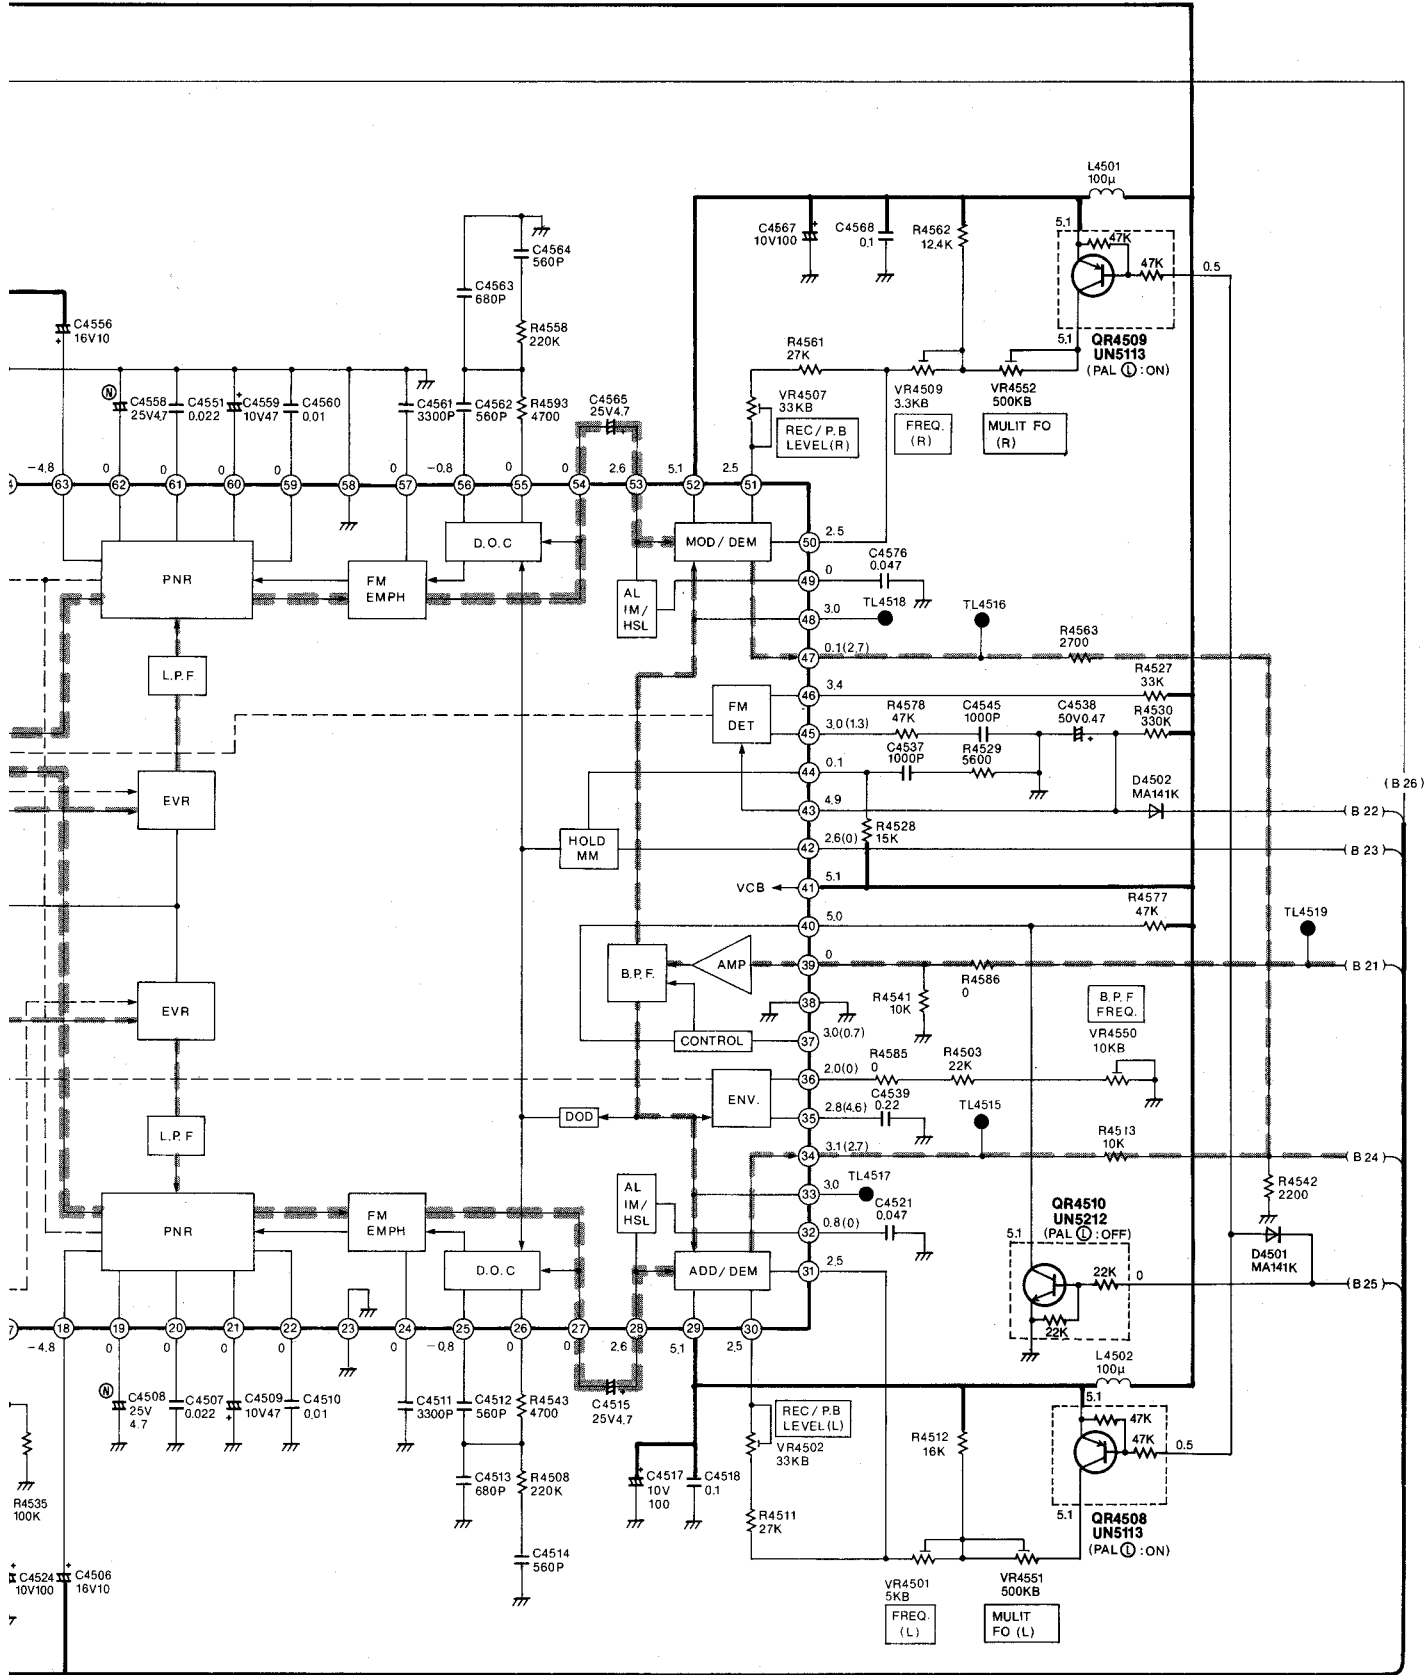 L4501
100µ
5.1
47K
47K
0.5
5.1
QR4509
UN5113
(PAL Ⓛ :ON)
C4567
10V100
+
C4568
0.1
R4562
12.4K
C4564
560P
C4563
680P
R4558
220K
C4556
16V10
+
R4561
27K
VR4507
33KB
REC/P.B
LEVEL(R)
VR4509
3.3KB
FREQ.
(R)
VR4552
500KB
MULIT FO
(R)
Ⓝ
C4558
25V4.7
C4551
0.022
+
C4559
10V47
C4560
0.01
C4561
3300P
C4562
560P
R4593
4700
C4565
25V4.7
-4.8
0
0
0
0
0
-0.8
0
0
2.6
5.1
2.5
63
62
61
60
59
58
57
56
55
54
53
52
51
PNR
FM
EMPH
D.O.C
MOD/DEM
AL
IM/
HSL
50
2.5
49
0
C4576
0.047
48
3.0
TL4518
TL4516
47
0.1(2.7)
R4563
2700
L.P.F
FM
DET
46
3.4
R4527
33K
45
3.0(1.3)
R4578
47K
C4545
1000P
C4538
50V0.47
+
R4530
330K
44
0.1
C4537
1000P
R4529
5600
EVR
43
4.9
D4502
MA141K
(B26)
(B22)
HOLD
MM
42
2.6(0)
R4528
15K
(B23)
VCB
41
5.1
40
5.0
R4577
47K
TL4519
B.P.F.
AMP
39
0
R4586
0
(B21)
R4541
10K
38
EVR
CONTROL
37
3.0(0.7)
B.P.F
FREQ.
VR4550
10KB
ENV.
36
2.0(0)
R4585
0
R4503
22K
DOD
35
2.8(4.6)
C4539
0.22
TL4515
L.P.F
34
3.1(2.7)
R4513
10K
(B24)
AL
IM/
HSL
33
3.0
TL4517
R4542
2200
32
0.8(0)
C4521
0.047
QR4510
UN5212
(PAL Ⓛ :OFF)
5.1
PNR
FM
EMPH
D.O.C
ADD/DEM
31
2.5
22K
0
22K
D4501
MA141K
(B25)
18
19
20
21
22
23
24
25
26
27
28
29
30
-4.8
0
0
0
0
0
-0.8
0
0
2.6
5.1
2.5
L4502
100µ
5.1
47K
47K
0.5
5.1
QR4508
UN5113
(PAL Ⓛ :ON)
Ⓝ
C4508
25V
4.7
C4507
0.022
C4509
10V47
+
C4510
0.01
C4511
3300P
C4512
560P
R4543
4700
C4515
25V4.7
REC/P.B
LEVEL(L)
VR4502
33KB
R4512
16K
R4535
100K
C4513
680P
R4508
220K
+
C4517
10V
100
C4518
0.1
R4511
27K
C4514
560P
+
C4524
10V100
+
C4506
16V10
VR4501
5KB
FREQ.
(L)
VR4551
500KB
MULIT
FO (L)